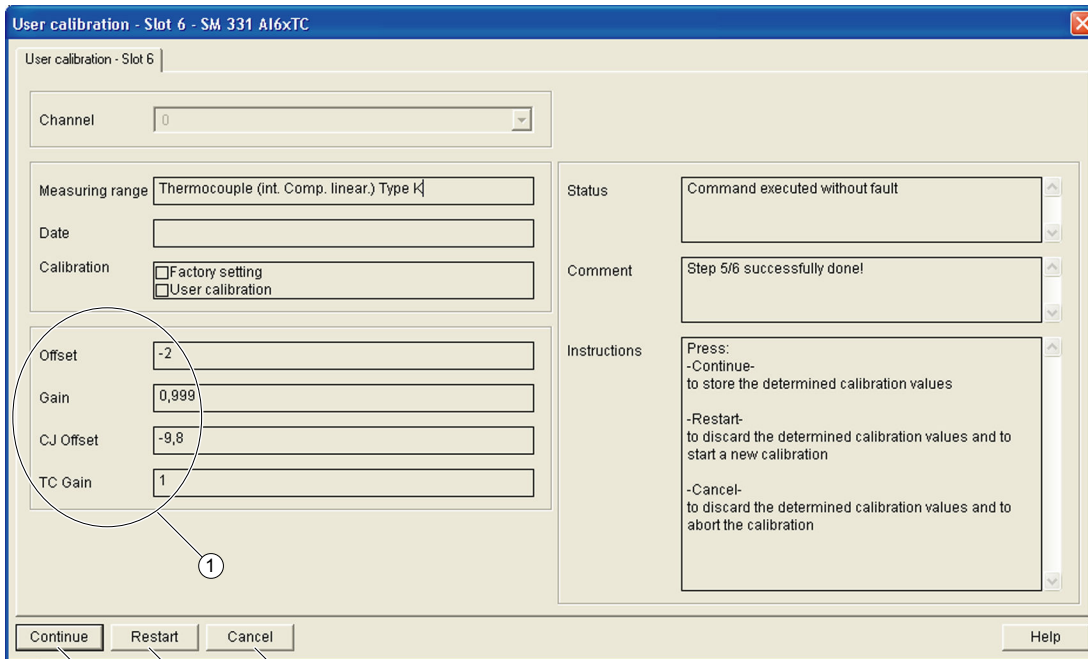 User calibration - Slot 6 - SM 331 AI6xTC
User calibration - Slot 6
Channel
0
Measuring range
Thermocouple (int. Comp. linear.) Type K
Date
Calibration
Factory setting
User calibration
Offset
-2
Gain
0,999
CJ Offset
-9,8
TC Gain
1
1
Status
Command executed without fault
Comment
Step 5/6 successfully done!
Instructions
Press:
-Continue-
to store the determined calibration values
-Restart-
to discard the determined calibration values and to
start a new calibration
-Cancel-
to discard the determined calibration values and to
abort the calibration
Continue
Restart
Cancel
Help